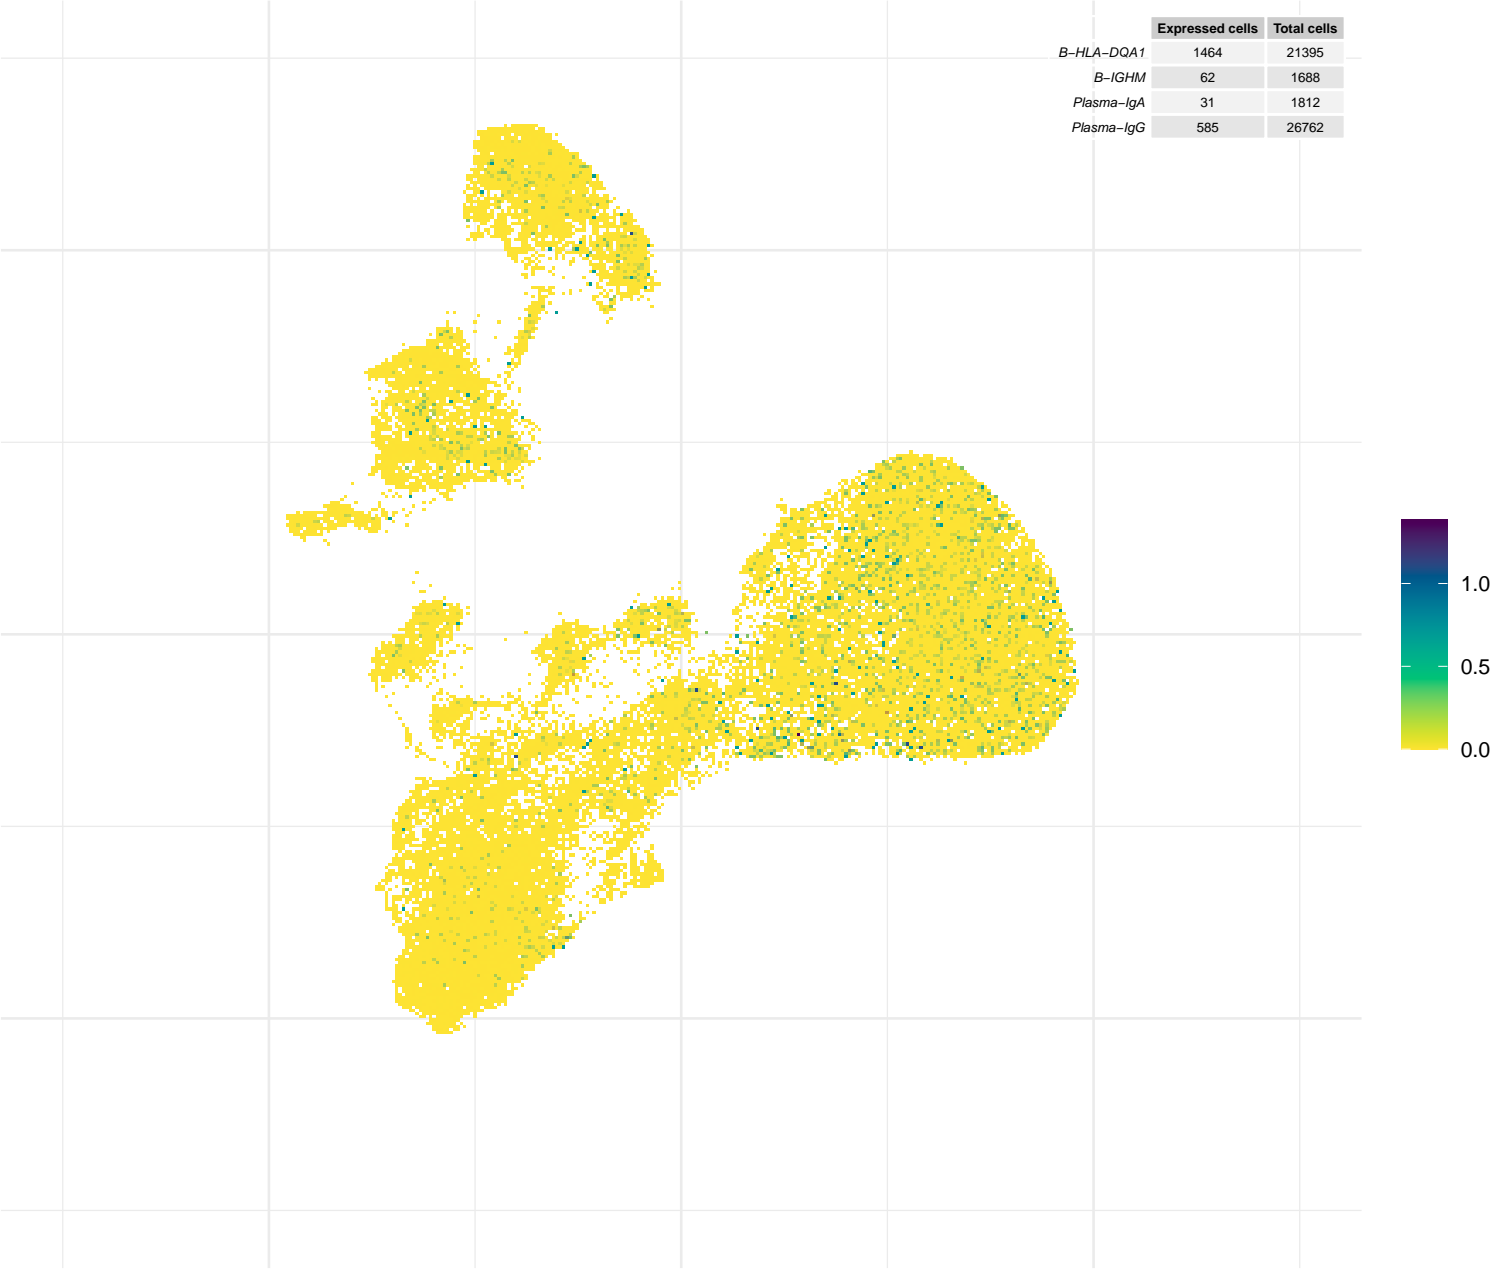 Expressed cells Total cells
B−HLA−DQA1 1464 21395
B−IGHM 62 1688
Plasma−IgA 31 1812
Plasma−IgG 585 26762
1.0
0.5
0.0